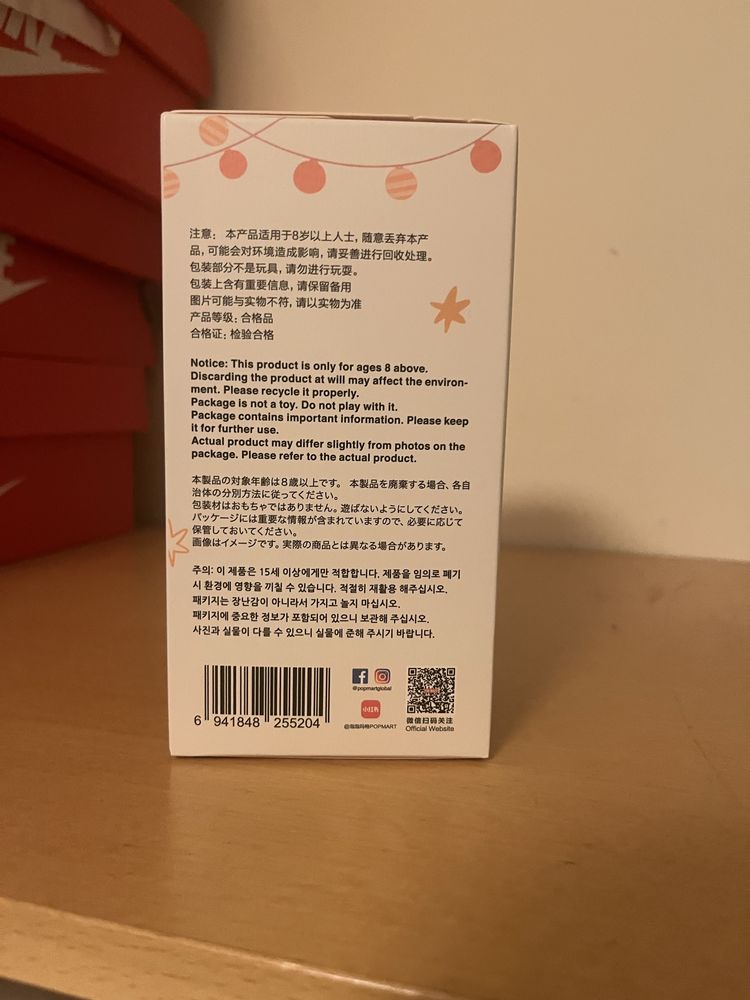 注意：本产品适用于8岁以上人士，随意丢弃本产
品，可能会对环境造成影响，请妥善进行回收处理。
包装部分不是玩具，请勿进行玩耍。
包装上含有重要信息，请保留备用
图片可能与实物不符，请以实物为准
产品等级：合格品
合格证：检验合格
Notice: This product is only for ages 8 above.
Discarding the product at will may affect the environ-
ment. Please recycle it properly.
Package is not a toy. Do not play with it.
Package contains important information. Please keep
it for further use.
Actual product may differ slightly from photos on the
package. Please refer to the actual product.
本製品の対象年齢は8歳以上です。 本製品を廃棄する場合、各自
治体の分別方法に従ってください。
包装材はおもちゃではありません。遊ばないようにしてください。
パッケージには重要な情報が含まれていますので、必要に応じて
保管しておいてください。
画像はイメージです。実際の商品とは異なる場合があります。
주의: 이 제품은 15세 이상에게만 적합합니다. 제품을 임의로 폐기
시 환경에 영향을 끼칠 수 있습니다. 적절히 재활용 해주십시오.
패키지는 장난감이 아니라서 가지고 놀지 마십시오.
패키지에 중요한 정보가 포함되어 있으니 보관해 주십시오.
사진과 실물이 다를 수 있으니 실물에 준해 주시기 바랍니다.
6 941848 255204
@popmartglobal
小红书
@泡泡玛特POPMART
微信扫码关注
Official Website